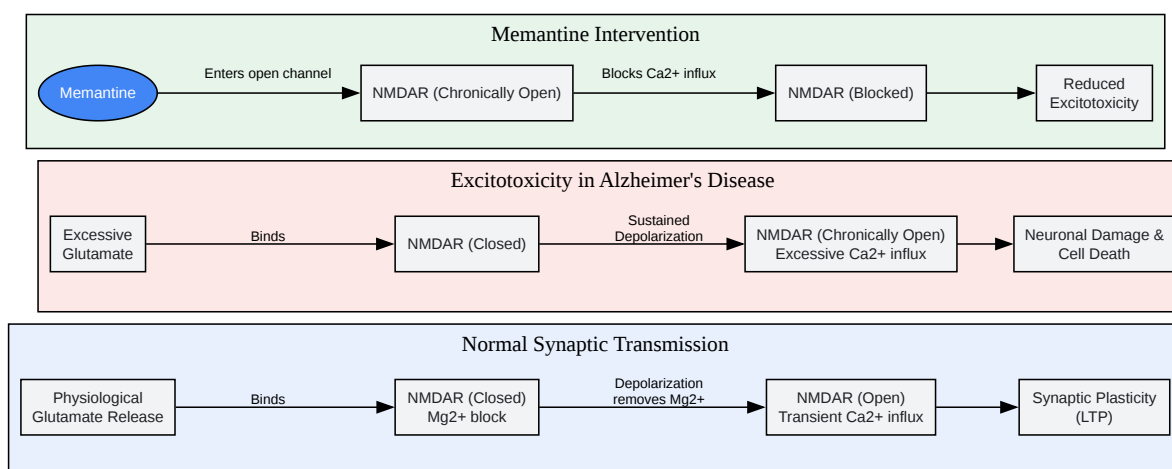 Memantine Intervention
Memantine
Enters open channel
NMDAR (Chronically Open)
Blocks Ca2+ influx
NMDAR (Blocked)
Reduced
Excitotoxicity
Excitotoxicity in Alzheimer's Disease
Excessive
Glutamate
Binds
NMDAR (Closed)
Sustained
Depolarization
NMDAR (Chronically Open)
Excessive Ca2+ influx
Neuronal Damage &
Cell Death
Normal Synaptic Transmission
Physiological
Glutamate Release
Binds
NMDAR (Closed)
Mg2+ block
Depolarization
removes Mg2+
NMDAR (Open)
Transient Ca2+ influx
Synaptic Plasticity
(LTP)